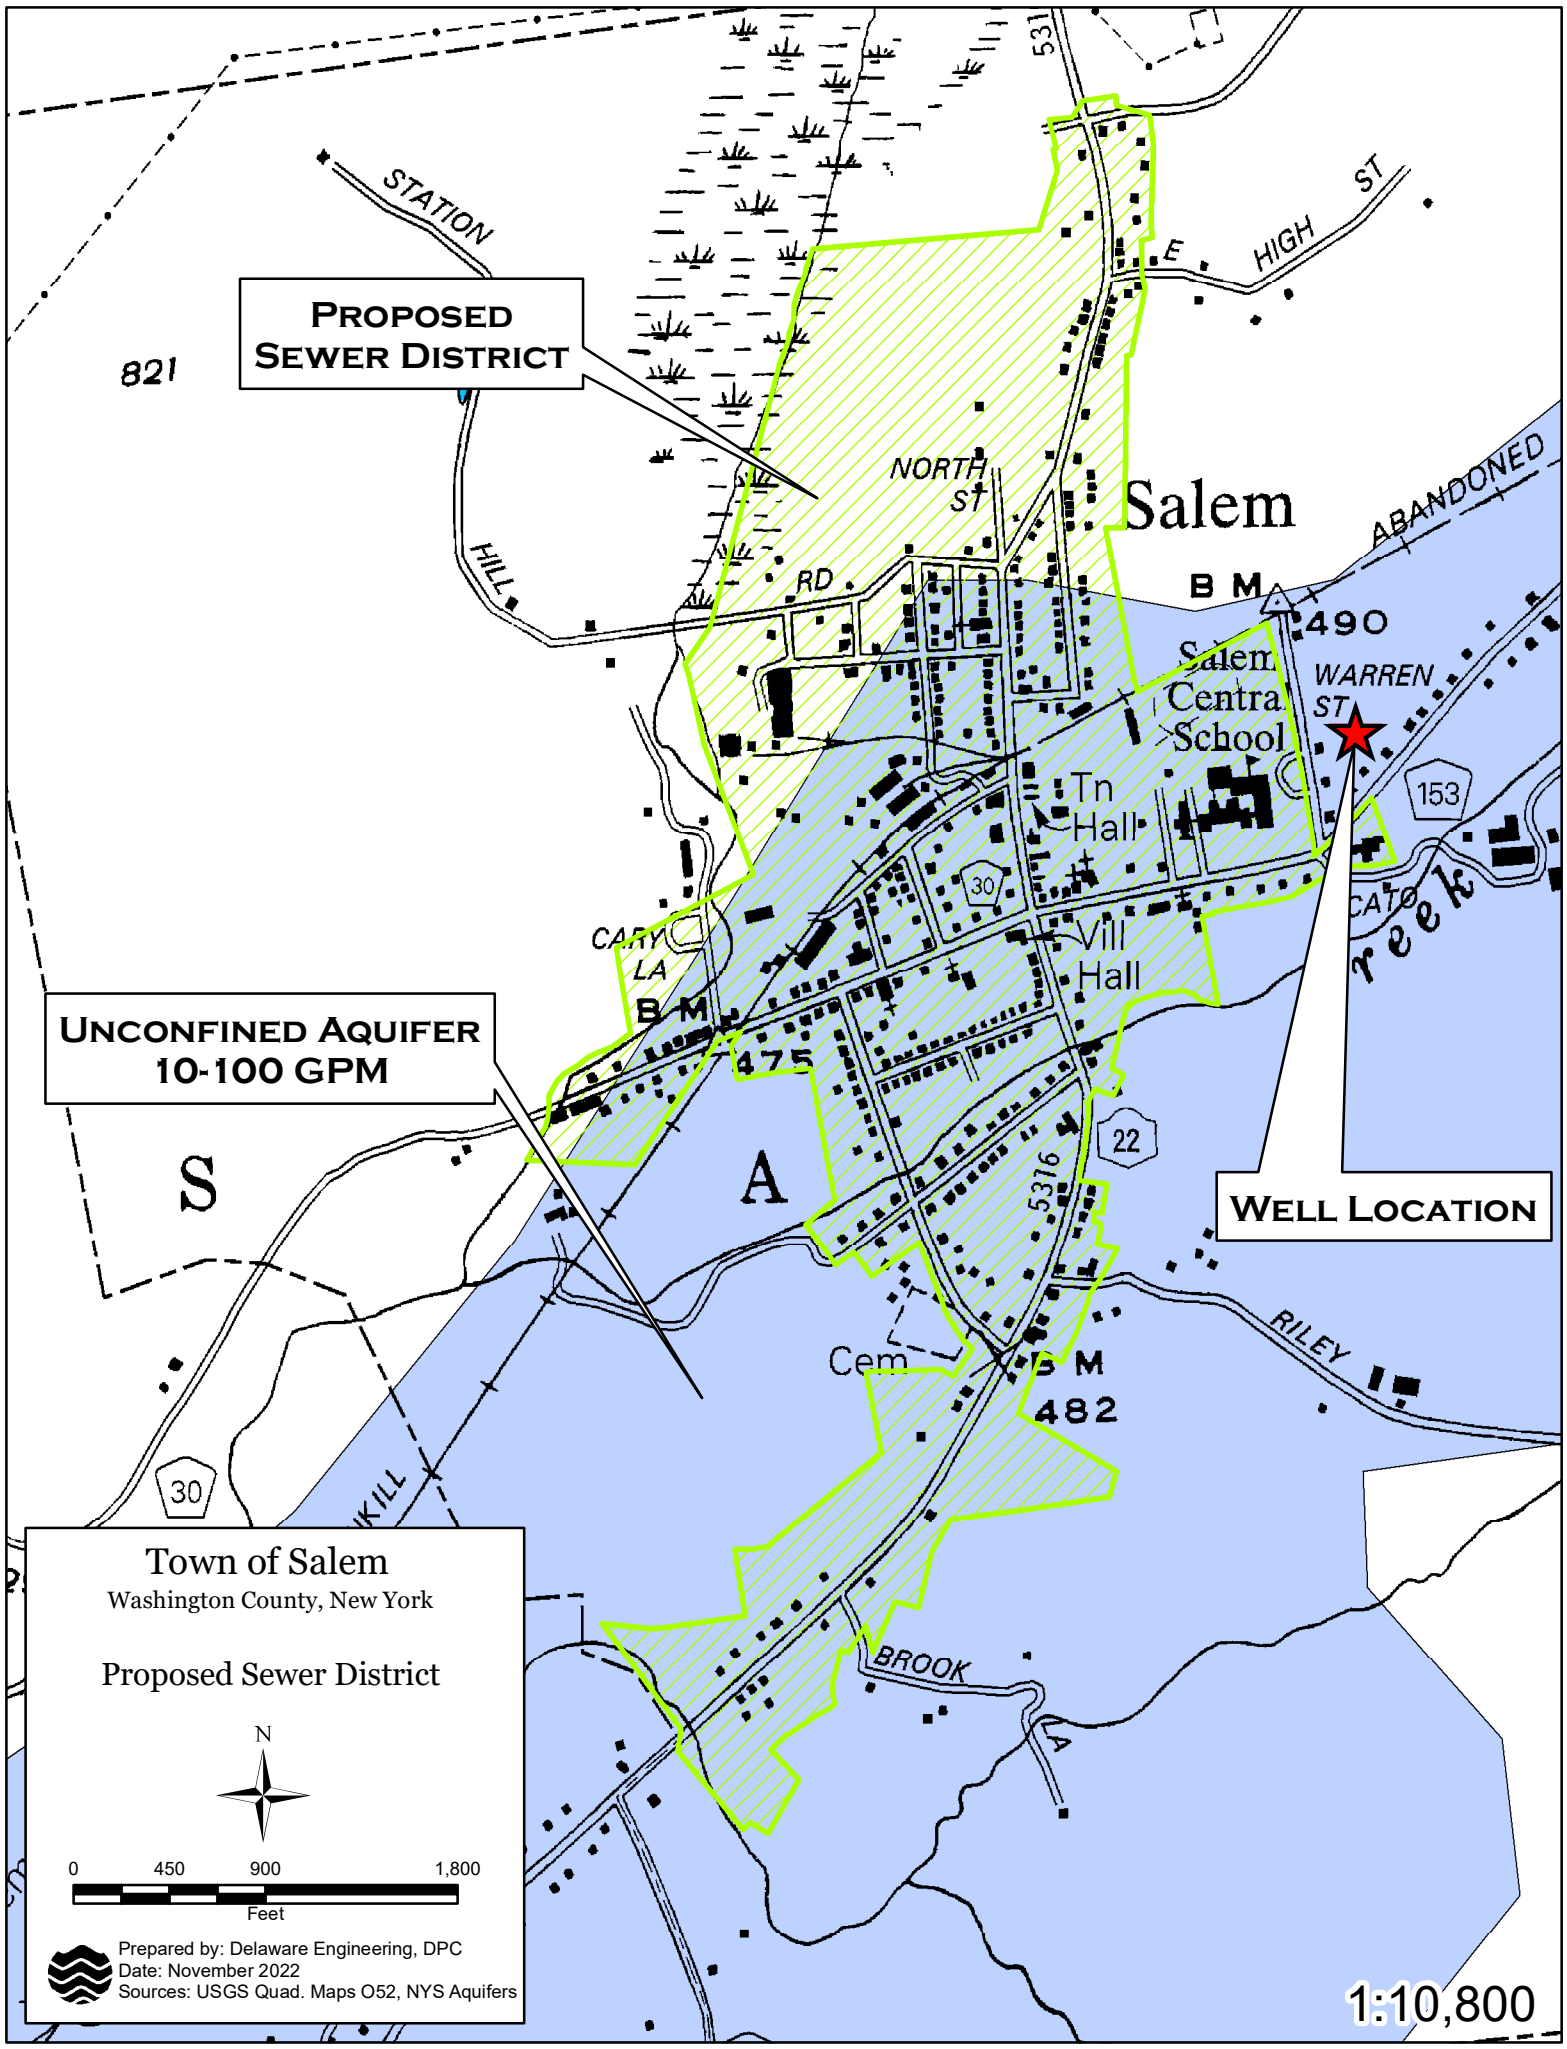 531
STATION
ST
HIGH
E
PROPOSED
SEWER DISTRICT
821
NORTH
ST
Salem
ABANDONED
HILL
RD
B M
490
Salem
Central
School
WARREN
ST
153
Tn
Hall
30
CATO
reek
CARY
LA
Vill
Hall
B M
475
UNCONFINED AQUIFER
10-100 GPM
S
A
22
5316
WELL LOCATION
RILEY
Cem
B M
482
30
KILL
BROOK
LA
Town of Salem
Washington County, New York
Proposed Sewer District
N
0 450 900 1,800
Feet
Prepared by: Delaware Engineering, DPC
Date: November 2022
Sources: USGS Quad. Maps O52, NYS Aquifers
1:10,800